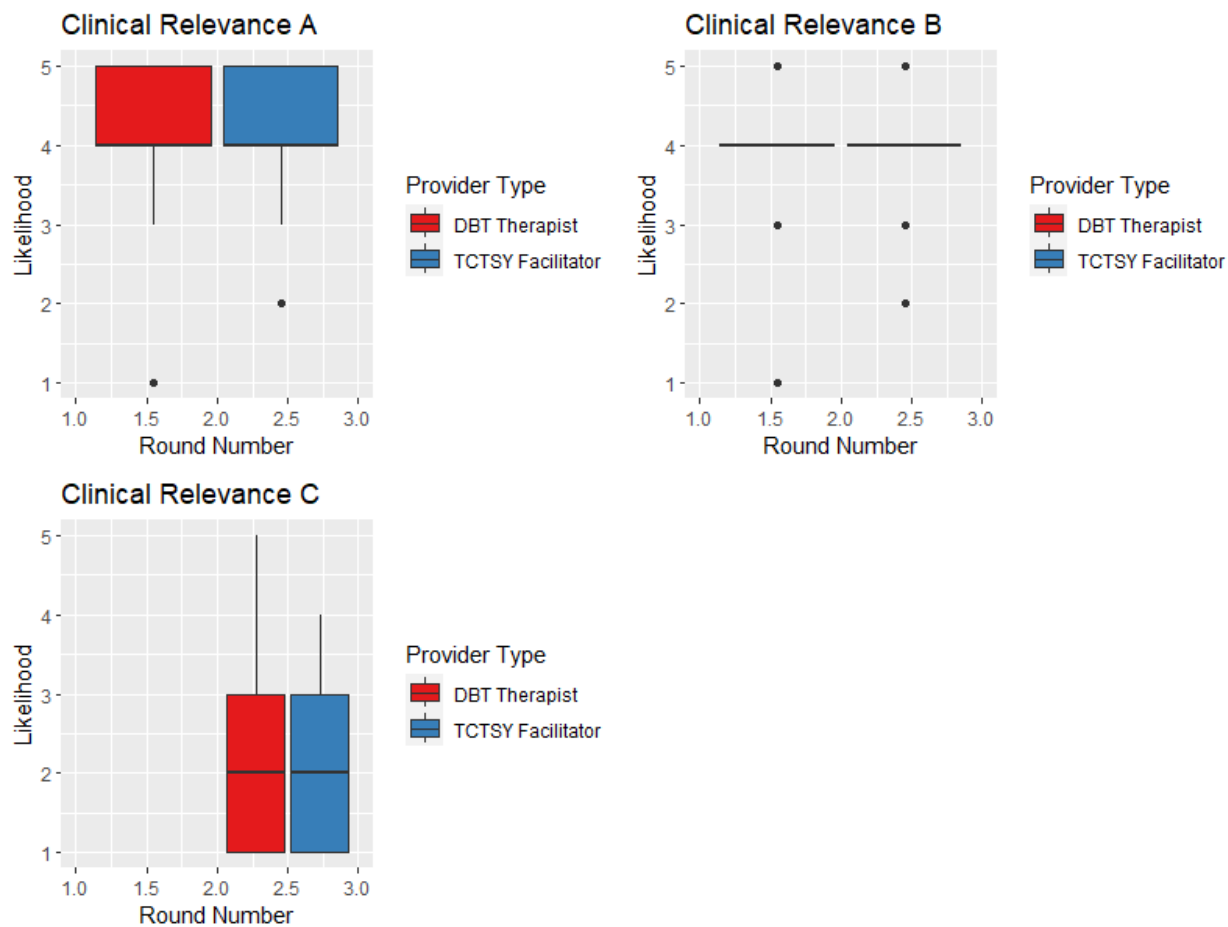 Clinical Relevance A
5
4
3
2
1
Likelihood
1.0 1.5 2.0 2.5 3.0
Round Number
Provider Type
DBT Therapist
TCTSY Facilitator
Clinical Relevance B
5
4
3
2
1
Likelihood
1.0 1.5 2.0 2.5 3.0
Round Number
Provider Type
DBT Therapist
TCTSY Facilitator
Clinical Relevance C
5
4
3
2
1
Likelihood
1.0 1.5 2.0 2.5 3.0
Round Number
Provider Type
DBT Therapist
TCTSY Facilitator